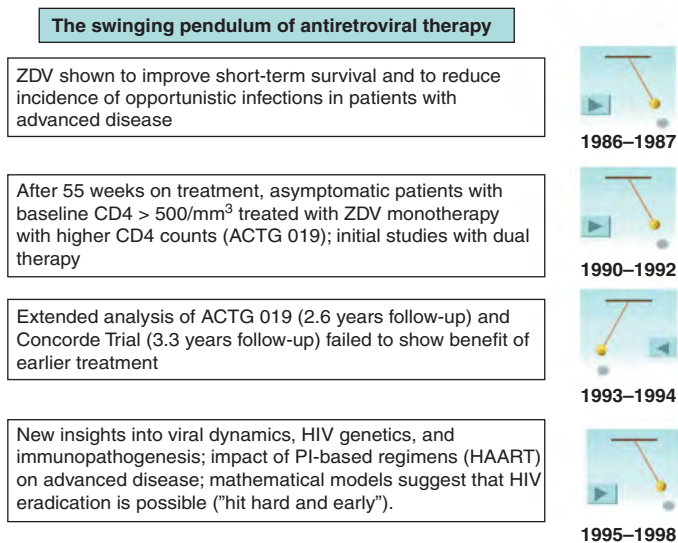 The swinging pendulum of antiretroviral therapy
ZDV shown to improve short-term survival and to reduce
incidence of opportunistic infections in patients with
advanced disease
1986–1987
After 55 weeks on treatment, asymptomatic patients with
baseline CD4 > 500/mm³ treated with ZDV monotherapy
with higher CD4 counts (ACTG 019); initial studies with dual
therapy
1990–1992
Extended analysis of ACTG 019 (2.6 years follow-up) and
Concorde Trial (3.3 years follow-up) failed to show benefit of
earlier treatment
1993–1994
New insights into viral dynamics, HIV genetics, and
immunopathogenesis; impact of PI-based regimens (HAART)
on advanced disease; mathematical models suggest that HIV
eradication is possible (”hit hard and early”).
1995–1998